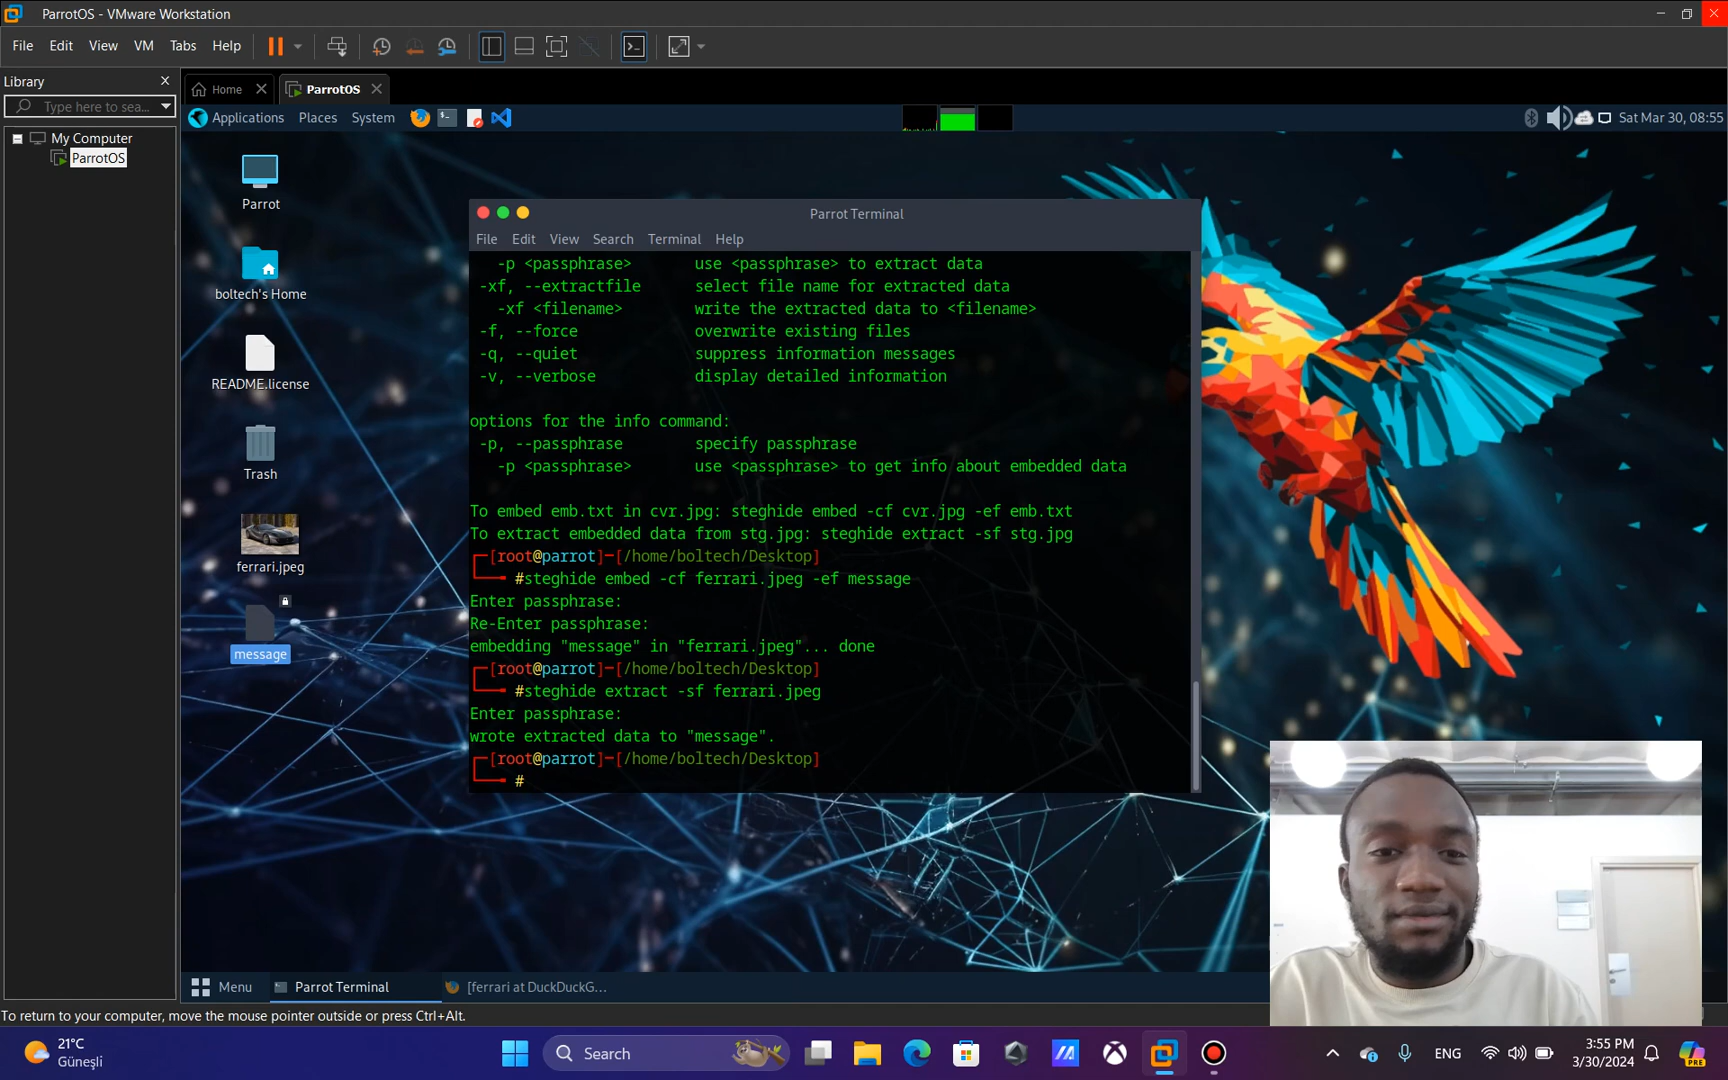 ParrotOS - VMware Workstation
File Edit View VM Tabs Help
Library
Type here to sea...
My Computer
ParrotOS
Home
ParrotOS
Applications Places System
Sat Mar 30, 08:55
Parrot
boltech's Home
README.license
Trash
ferrari.jpeg
message
Parrot Terminal
File Edit View Search Terminal Help
-p <passphrase> use <passphrase> to extract data
-xf, --extractfile select file name for extracted data
-xf <filename> write the extracted data to <filename>
-f, --force overwrite existing files
-q, --quiet suppress information messages
-v, --verbose display detailed information
options for the info command:
-p, --passphrase specify passphrase
-p <passphrase> use <passphrase> to get info about embedded data
To embed emb.txt in cvr.jpg: steghide embed -cf cvr.jpg -ef emb.txt
To extract embedded data from stg.jpg: steghide extract -sf stg.jpg
┌─[root@parrot]─[/home/boltech/Desktop]
└──╼ #steghide embed -cf ferrari.jpeg -ef message
Enter passphrase:
Re-Enter passphrase:
embedding "message" in "ferrari.jpeg"... done
┌─[root@parrot]─[/home/boltech/Desktop]
└──╼ #steghide extract -sf ferrari.jpeg
Enter passphrase:
wrote extracted data to "message".
┌─[root@parrot]─[/home/boltech/Desktop]
└──╼ #
Menu
Parrot Terminal
[ferrari at DuckDuckG...
To return to your computer, move the mouse pointer outside or press Ctrl+Alt.
21°C
Güneşli
Search
ENG
3:55 PM
3/30/2024
PRE